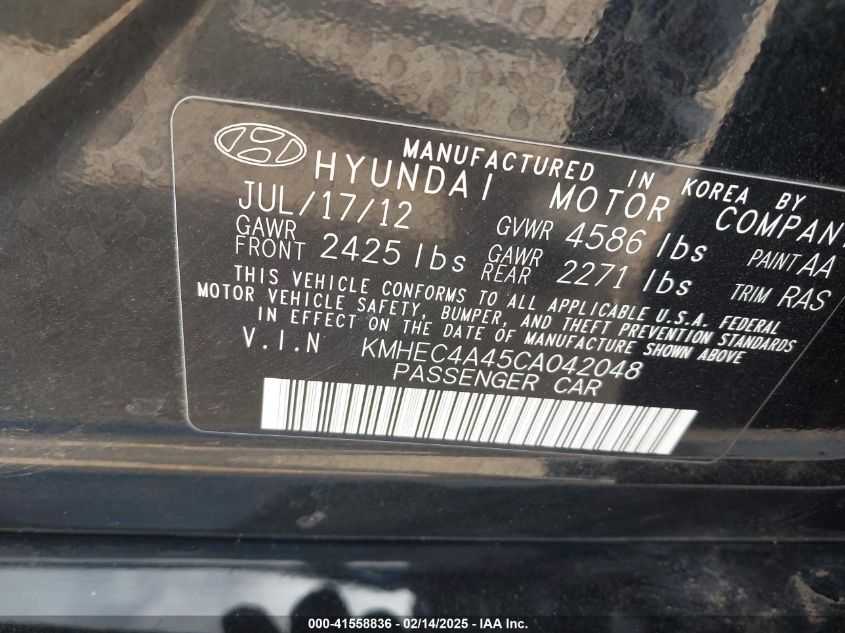 MANUFACTURED IN KOREA BY
HYUNDAI MOTOR COMPANY
JUL/17/12 GVWR 4586 lbs PAINT AA
GAWR FRONT 2425 lbs GAWR REAR 2271 lbs TRIM RAS
THIS VEHICLE CONFORMS TO ALL APPLICABLE U.S.A. FEDERAL
MOTOR VEHICLE SAFETY, BUMPER, AND THEFT PREVENTION STANDARDS
IN EFFECT ON THE DATE OF MANUFACTURE SHOWN ABOVE
V.I.N KMHEC4A45CA042048
PASSENGER CAR
000-41558836 - 02/14/2025 - IAA Inc.